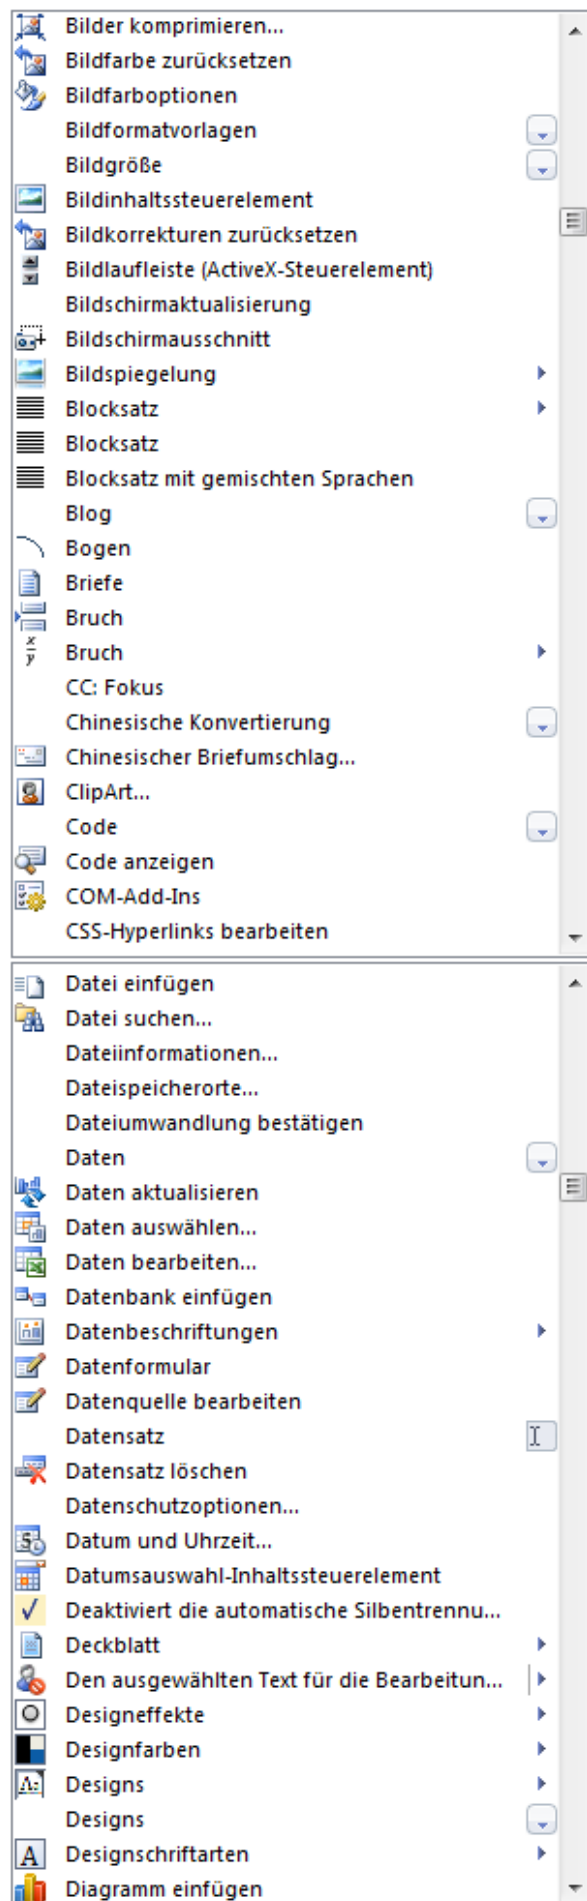 Bilder komprimieren...
Bildfarbe zurücksetzen
Bildfarboptionen
Bildformatvorlagen
Bildgröße
Bildinhaltssteuerelement
Bildkorrekturen zurücksetzen
Bildlaufleiste (ActiveX-Steuerelement)
Bildschirmaktualisierung
Bildschirmausschnitt
Bildspiegelung
Blocksatz
Blocksatz
Blocksatz mit gemischten Sprachen
Blog
Bogen
Briefe
Bruch
x/y Bruch
CC: Fokus
Chinesische Konvertierung
Chinesischer Briefumschlag...
ClipArt...
Code
Code anzeigen
COM-Add-Ins
CSS-Hyperlinks bearbeiten
Datei einfügen
Datei suchen...
Dateiinformationen...
Dateispeicherorte...
Dateiumwandlung bestätigen
Daten
Daten aktualisieren
Daten auswählen...
Daten bearbeiten...
Datenbank einfügen
Datenbeschriftungen
Datenformular
Datenquelle bearbeiten
Datensatz
Datensatz löschen
Datenschutzoptionen...
Datum und Uhrzeit...
Datumsauswahl-Inhaltssteuerelement
Deaktiviert die automatische Silbentrennu...
Deckblatt
Den ausgewählten Text für die Bearbeitun...
Designeffekte
Designfarben
Designs
Designs
A Designschriftarten
Diagramm einfügen